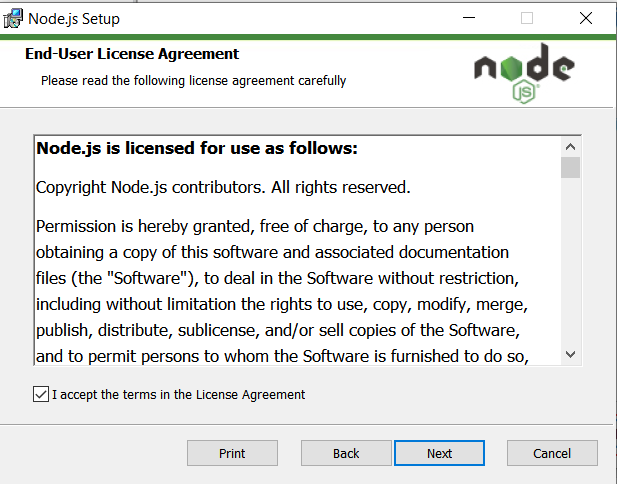 Node.js Setup
End-User License Agreement
Please read the following license agreement carefully
node
JS
Node.js is licensed for use as follows:
Copyright Node.js contributors. All rights reserved.
Permission is hereby granted, free of charge, to any person
obtaining a copy of this software and associated documentation
files (the "Software"), to deal in the Software without restriction,
including without limitation the rights to use, copy, modify, merge,
publish, distribute, sublicense, and/or sell copies of the Software,
and to permit persons to whom the Software is furnished to do so,
I accept the terms in the License Agreement
Print
Back
Next
Cancel